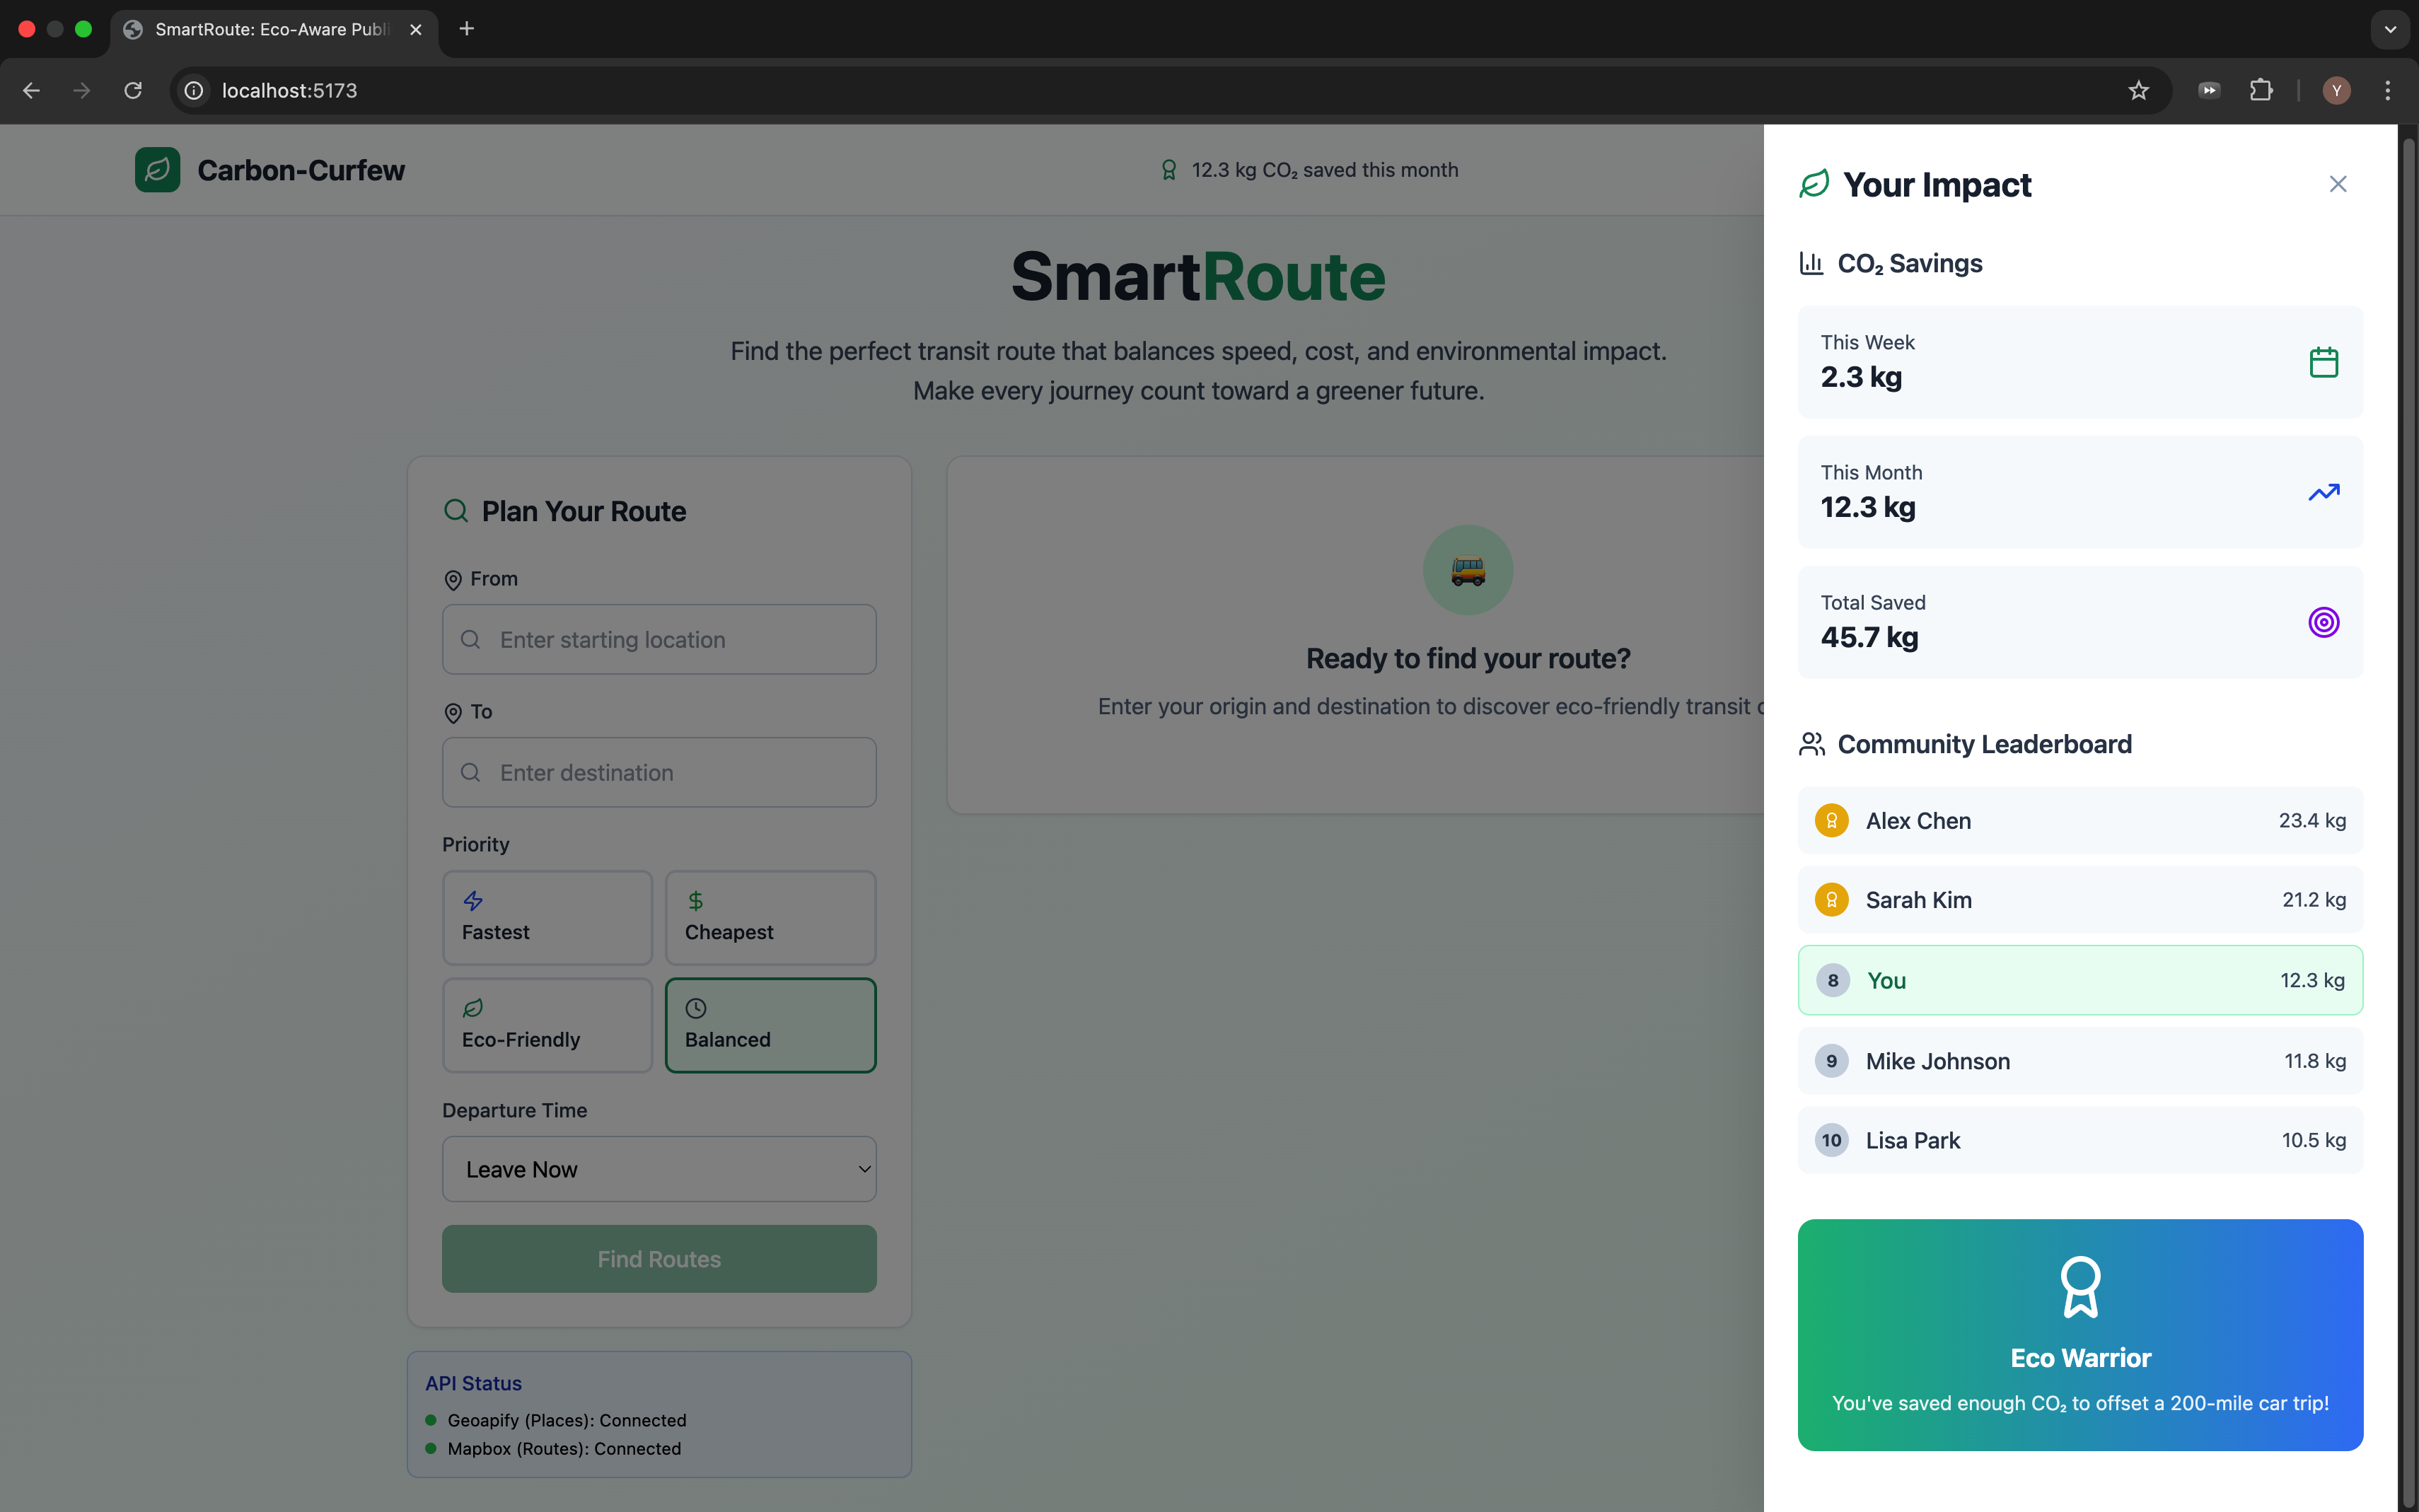 SmartRoute: Eco-Aware Publi
localhost:5173
Y
Carbon-Curfew
12.3 kg CO₂ saved this month
SmartRoute
Find the perfect transit route that balances speed, cost, and environmental impact.
Make every journey count toward a greener future.
Plan Your Route
From
Enter starting location
To
Enter destination
Priority
Fastest
Cheapest
Eco-Friendly
Balanced
Departure Time
Leave Now
Find Routes
API Status
Geoapify (Places): Connected
Mapbox (Routes): Connected
Ready to find your route?
Enter your origin and destination to discover eco-friendly transit
Your Impact
CO₂ Savings
This Week
2.3 kg
This Month
12.3 kg
Total Saved
45.7 kg
Community Leaderboard
Alex Chen 23.4 kg
Sarah Kim 21.2 kg
8 You 12.3 kg
9 Mike Johnson 11.8 kg
10 Lisa Park 10.5 kg
Eco Warrior
You've saved enough CO₂ to offset a 200-mile car trip!